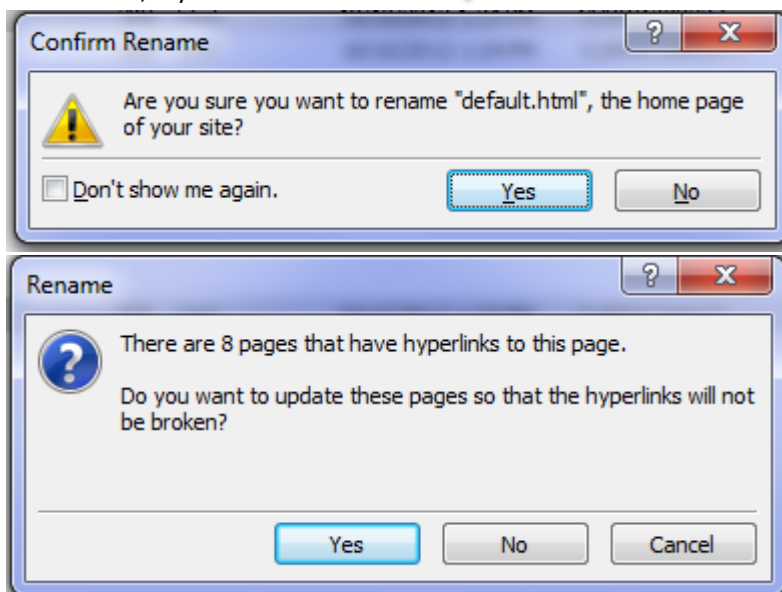 Confirm Rename
Are you sure you want to rename "default.html", the home page
of your site?
Don't show me again.
Yes
No
Rename
There are 8 pages that have hyperlinks to this page.
Do you want to update these pages so that the hyperlinks will not
be broken?
Yes
No
Cancel